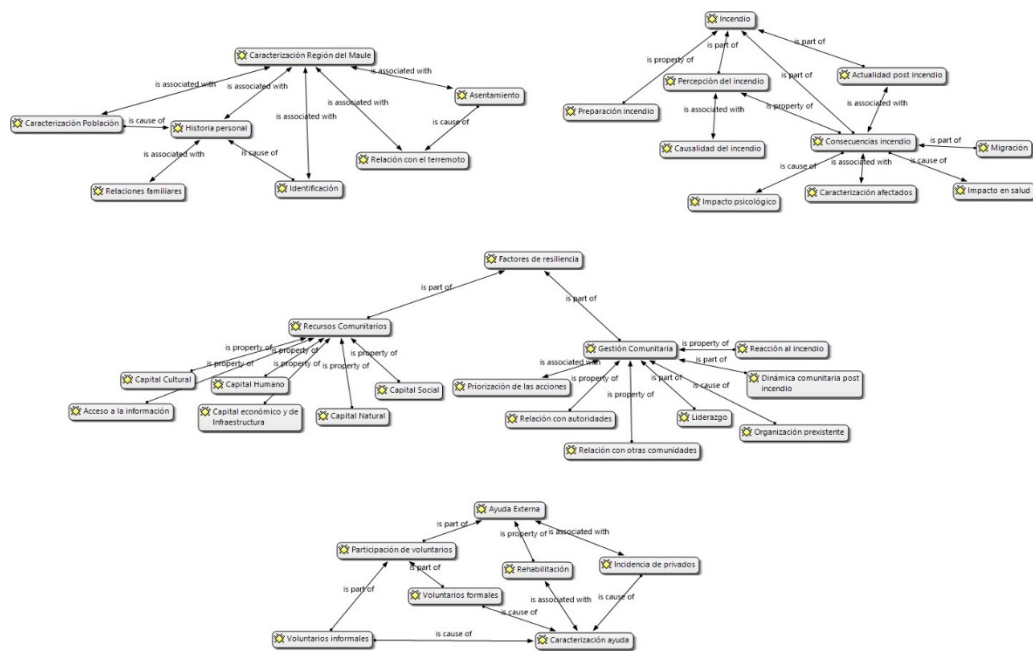 Caracterización Región del Maule
is associated with
is associated with
is associated with
is associated with
is associated with
Asentamiento
Caracterización Población
is cause of
Historia personal
is cause of
is associated with
is cause of
Relación con el terremoto
Relaciones familiares
Identificación
Incendio
is part of
is part of
is property of
is part of
Percepción del incendio
Actualidad post incendio
Preparación incendio
is associated with
is property of
is associated with
Causalidad del incendio
Consecuencias incendio
is part of
Migración
is cause of
is associated with
is cause of
Impacto psicológico
Caracterización afectados
Impacto en salud
Factores de resiliencia
is part of
is part of
Recursos Comunitarios
is property of
is property of
is property of
is property of
is property of
is property of
Capital Cultural
Capital Humano
Capital Social
Acceso a la información
Capital económico y de
Infraestructura
Capital Natural
Gestión Comunitaria
is property of
Reacción al incendio
is associated with
is part of
Priorización de las acciones
is property of
is part of
Dinámica comunitaria post
incendio
is property of
is cause of
Relación con autoridades
Liderazgo
Organización prexistente
Relación con otras comunidades
Ayuda Externa
is part of
is property of
is associated with
Participación de voluntarios
Rehabilitación
Incidencia de privados
is part of
is part of
Voluntarios formales
is associated with
is cause of
is cause of
Voluntarios informales
is cause of
Caracterización ayuda